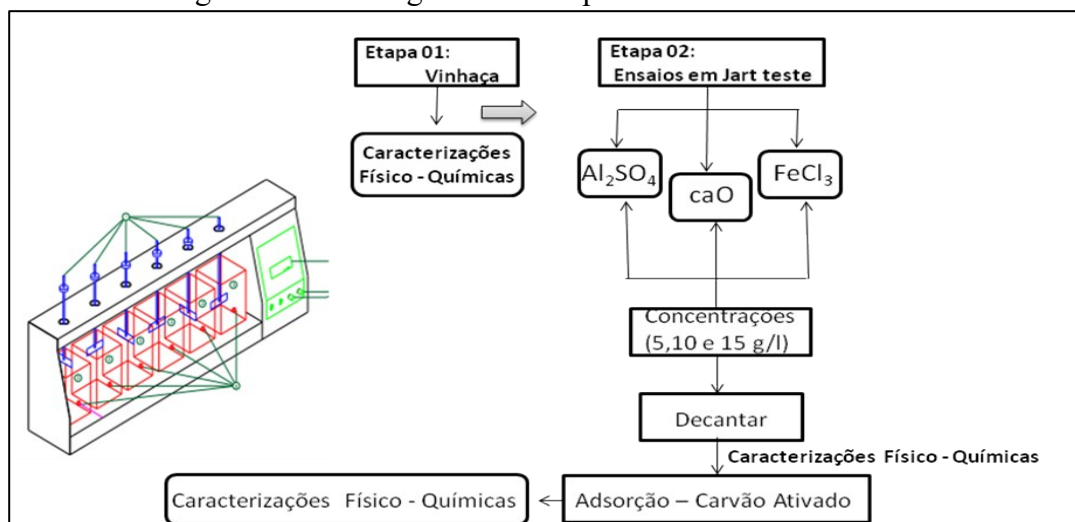 Etapa 01:
Vinhaça
Caracterizações
Físico - Químicas
Etapa 02:
Ensaios em Jart teste
Al₂SO₄
caO
FeCl₃
Concentrações
(5,10 e 15 g/l)
Decantar
Caracterizações Físico - Químicas
Adsorção – Carvão Ativado
Caracterizações Físico - Químicas